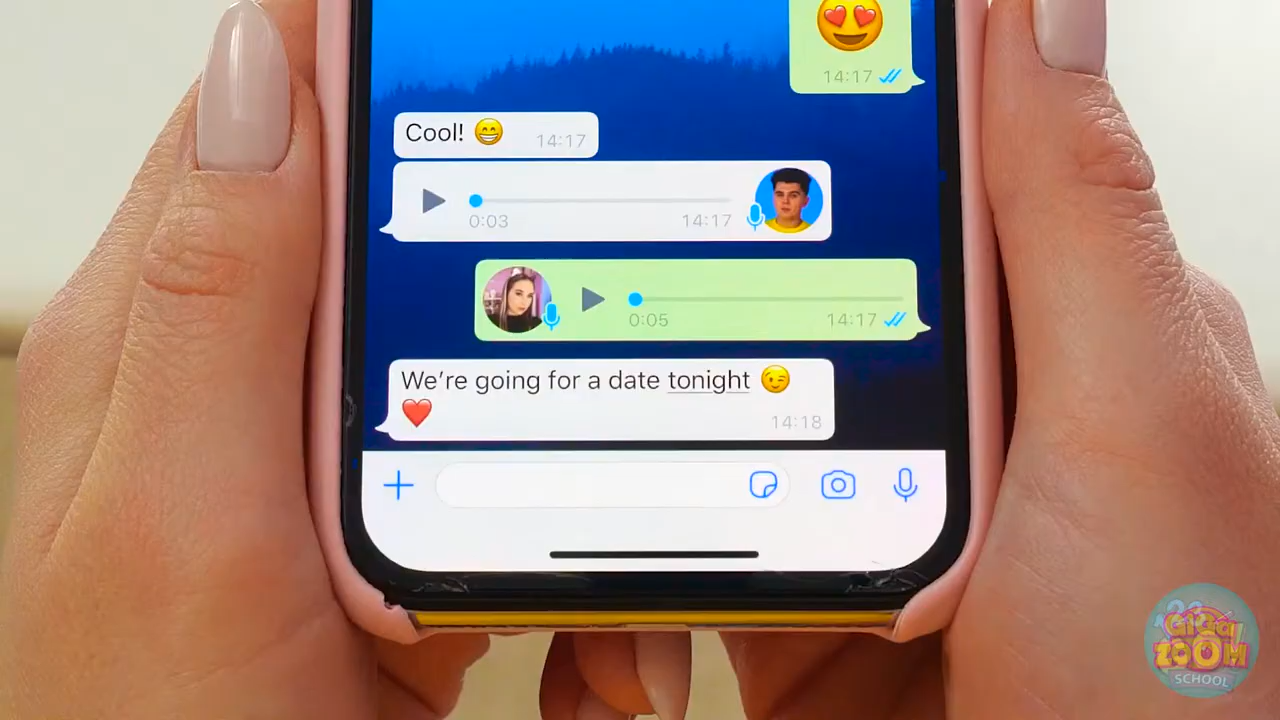 14:17
Cool! 😁 14:17
0:03 14:17
0:05 14:17
We're going for a date tonight 😉
❤️ 14:18
GiGa
ZOOM
SCHOOL